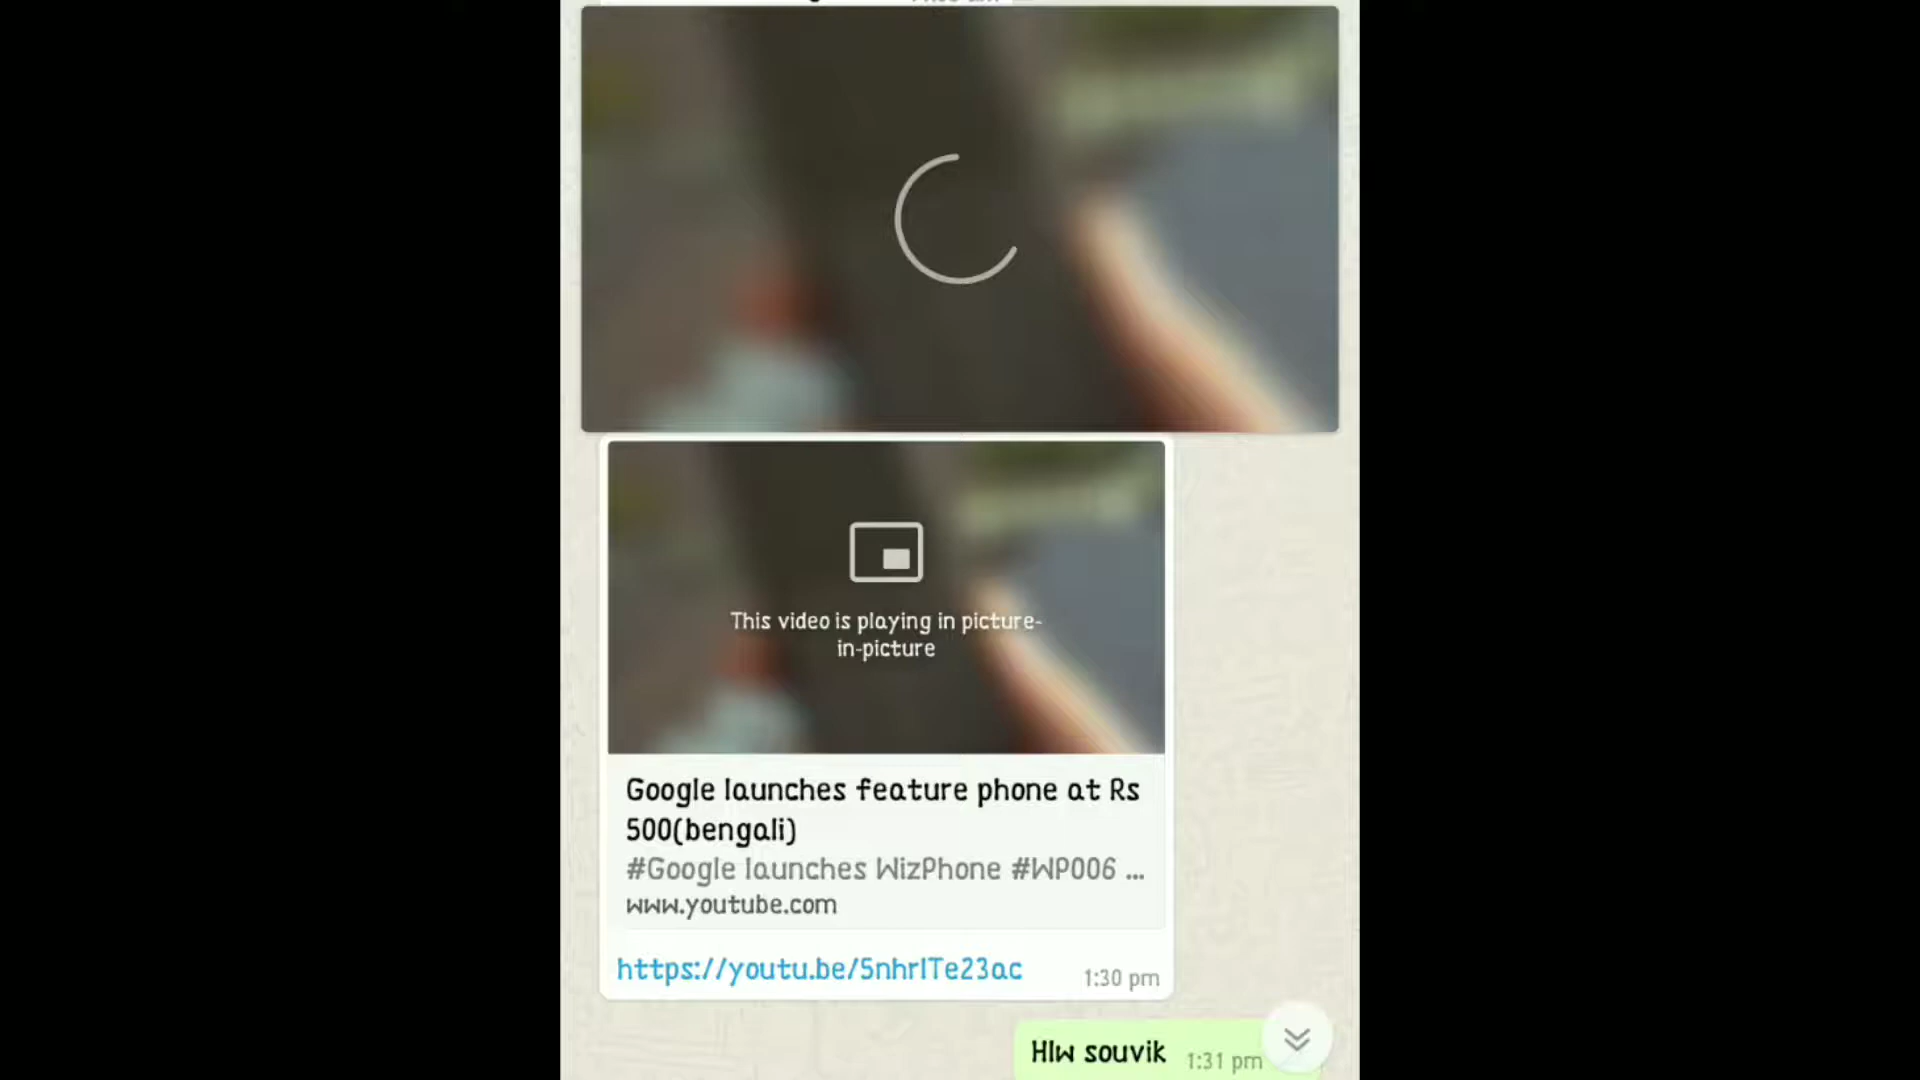 This video is playing in picture-
in-picture
Google launches feature phone at Rs
500(bengali)
#Google launches WizPhone #WP006 ...
www.youtube.com
https://youtu.be/5nhrlTe23ac
1:30 pm
Hlw souvik
1:31 pm